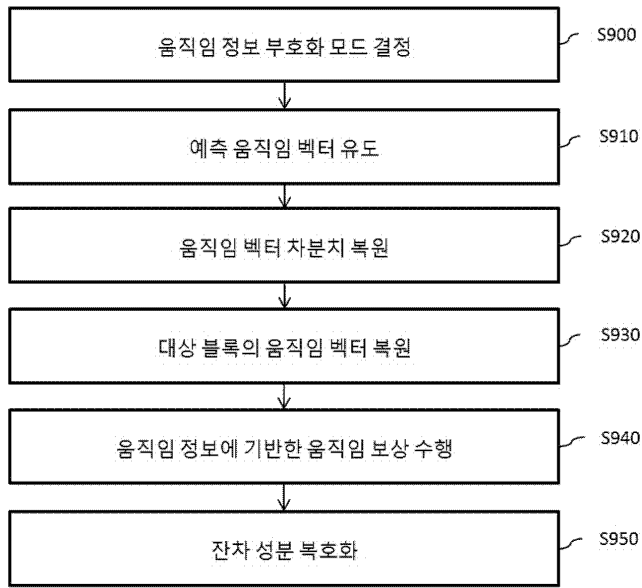 움직임 정보 부호화 모드 결정 S900
예측 움직임 벡터 유도 S910
움직임 벡터 차분치 복원 S920
대상 블록의 움직임 벡터 복원 S930
움직임 정보에 기반한 움직임 보상 수행 S940
잔차 성분 복호화 S950